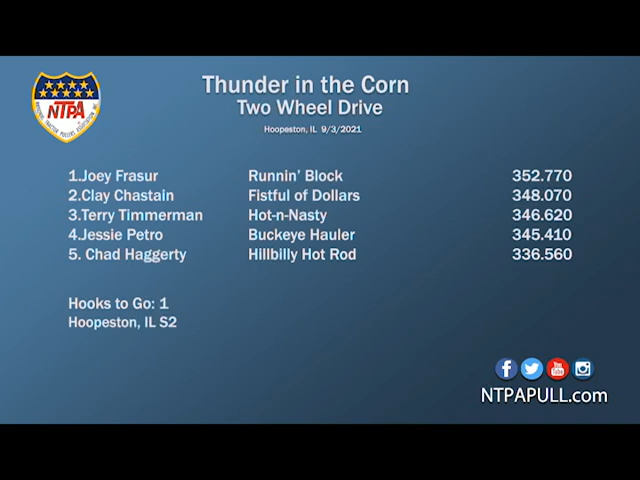 NTPA
Thunder in the Corn
Two Wheel Drive
Hoopeston, IL 9/3/2021
1.Joey Frasur Runnin' Block 352.770
2.Clay Chastain Fistful of Dollars 348.070
3.Terry Timmerman Hot-n-Nasty 346.620
4.Jessie Petro Buckeye Hauler 345.410
5. Chad Haggerty Hillbilly Hot Rod 336.560
Hooks to Go: 1
Hoopeston, IL S2
You Tube
NTPAPULL.com